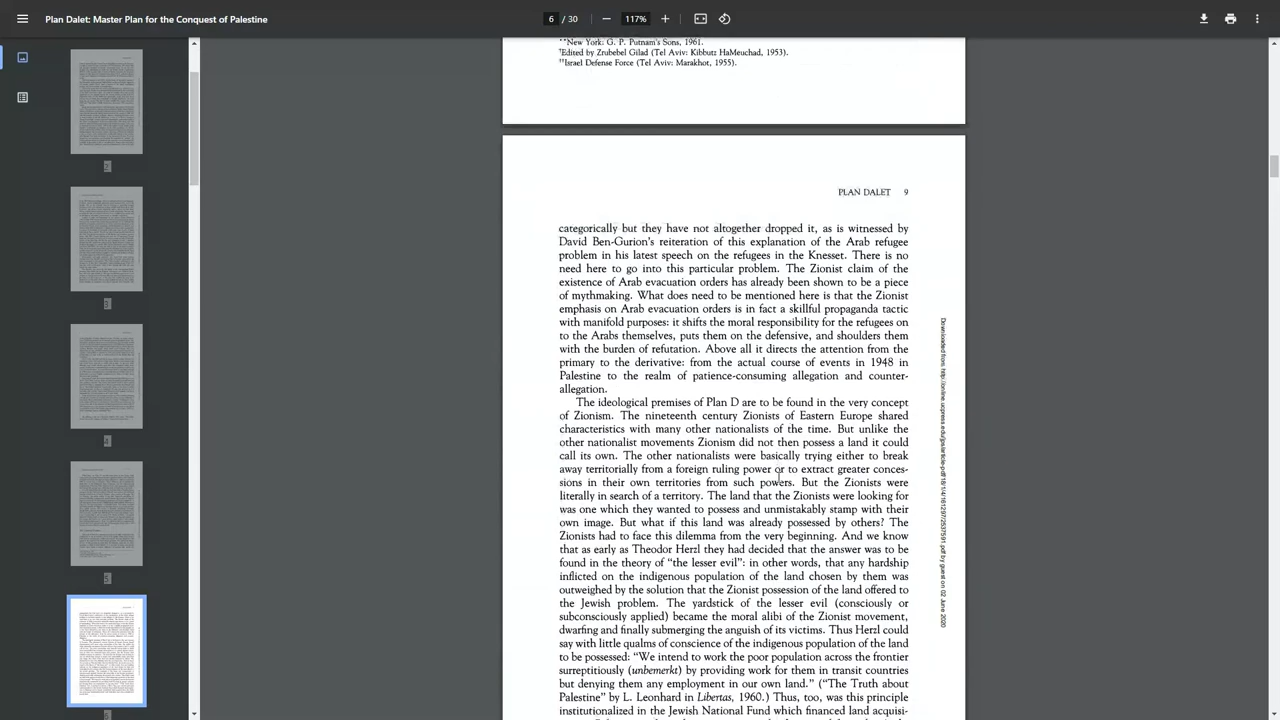 Plan Dalet: Master Plan for the Conquest of Palestine
6 / 30
117%
**New York: G. P. Putnam's Sons, 1961.
†Edited by Zrubebel Gilad (Tel Aviv: Kibbutz HaMeuchad, 1953).
††Israel Defense Force (Tel Aviv: Marakhot, 1955).
PLAN DALET 9
categorically but they have not altogether dropped it, as is witnessed by
David Ben-Gurion's reiteration of this explanation of the Arab refugee
problem in his latest speech on the refugees in the Knesset. There is no
need here to go into this particular problem. The Zionist claim of the
existence of Arab evacuation orders has already been shown to be a piece
of mythmaking. What does need to be mentioned here is that the Zionist
emphasis on Arab evacuation orders is in fact a skillful propaganda tactic
with manifold purposes: it shifts the moral responsibility for the refugees on
to the Arabs themselves, puts them on the defensive, and shoulders them
with the burden of refutation. Above all it directs the attention from the
primary to the derivative: from the actual course of events in 1948 in
Palestine to the realm of patience-consuming allegation and counter-
allegation.
The ideological premises of Plan D are to be found in the very concept
of Zionism. The nineteenth century Zionists of Eastern Europe shared
characteristics with many other nationalists of the time. But unlike the
other nationalist movements Zionism did not then possess a land it could
call its own. The other nationalists were basically trying either to break
away territorially from a foreign ruling power or to extract greater conces-
sions in their own territories from such powers. But the Zionists were
literally in search of a territory. The land that the Zionists were looking for
was one which they wanted to possess and unmistakably stamp with their
own image. But what if this land was already possessed by others? The
Zionists had to face this dilemma from the very beginning. And we know
that as early as Theodor Herzl they had decided that the answer was to be
found in the theory of "the lesser evil": in other words, that any hardship
inflicted on the indigenous population of the land chosen by them was
outweighed by the solution that the Zionist possession of the land offered to
the Jewish problem. The yardstick of the lesser evil (consciously or
subconsciously applied) became the moral alibi of the Zionist movement,
dwarfing and finally submerging the anguish of its victims. Thus Herzl could
say with little qualms of conscience of the indigenous population of the land
to be possessed: "We intend to work the poor population across the frontier
surreptitiously (unbemerkt) by providing work for them in transit countries
but denying them any employment in our own land." ("The Truth about
Palestine" by L. Leonhard in Libertas, 1960.) Thus, too, was this principle
institutionalized in the Jewish National Fund which financed land acquisi-
2
3
4
5